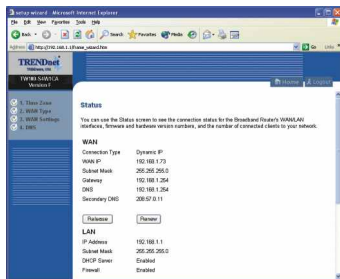 setup wizard - Microsoft Internet Explorer
File Edit View Favorites Tools Help
Back Search Favorites Media
Address http://192.168.1.1/frame_wizard.htm Go Links
TRENDnet
TW100-S4W1CA
Home Logout
1. Time Zone
2. WAN Type
3. WAN Settings
4. DNS
Status
You can use the Status screen to see the connection status for the Broadband Router's WAN/LAN
interfaces, firmware and hardware version numbers, and the number of connected clients to your network.
WAN
Connection Type Dynamic IP
WAN IP 192.168.1.73
Subnet Mask 255.255.255.0
Gateway 192.168.1.254
DNS 192.168.1.254
Secondary DNS 208.57.0.11
Release Renew
LAN
IP Address 192.168.1.1
Subnet Mask 255.255.255.0
DHCP Server Enabled
Firewall Enabled